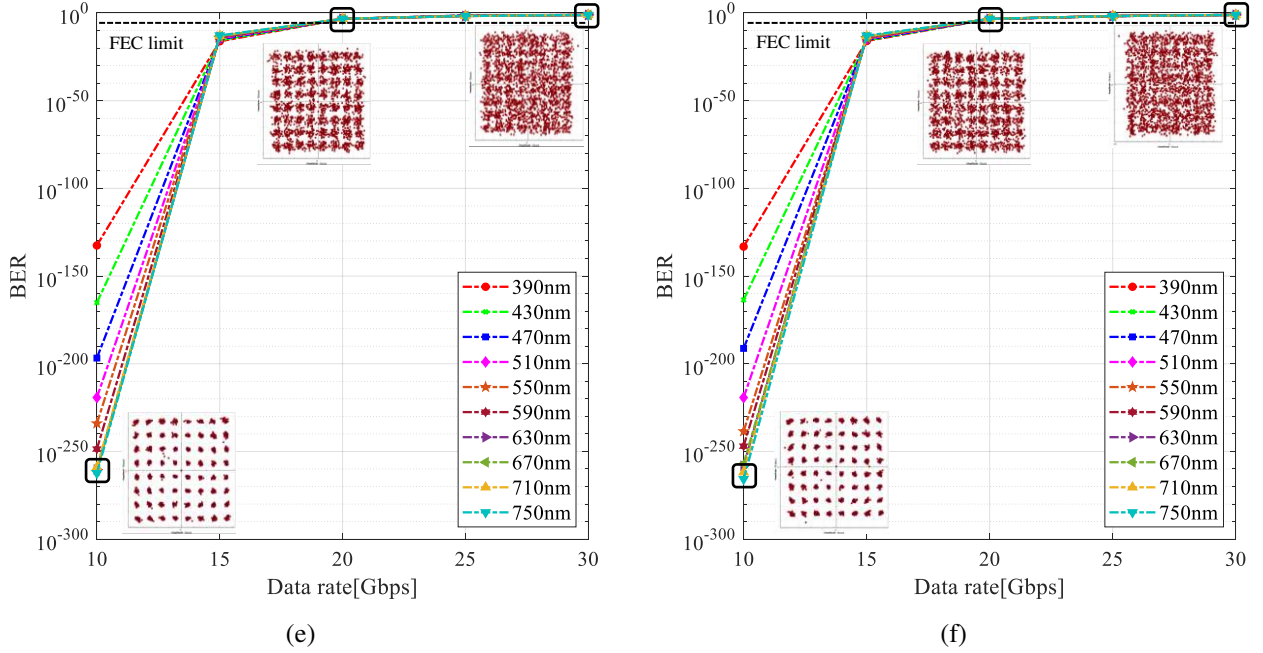 10^0
FEC limit
10^-50
10^-100
10^-150
10^-200
10^-250
10^-300
BER
390nm
430nm
470nm
510nm
550nm
590nm
630nm
670nm
710nm
750nm
10 15 20 25 30
Data rate[Gbps]
(e)
10^0
FEC limit
10^-50
10^-100
10^-150
10^-200
10^-250
10^-300
BER
390nm
430nm
470nm
510nm
550nm
590nm
630nm
670nm
710nm
750nm
10 15 20 25 30
Data rate[Gbps]
(f)